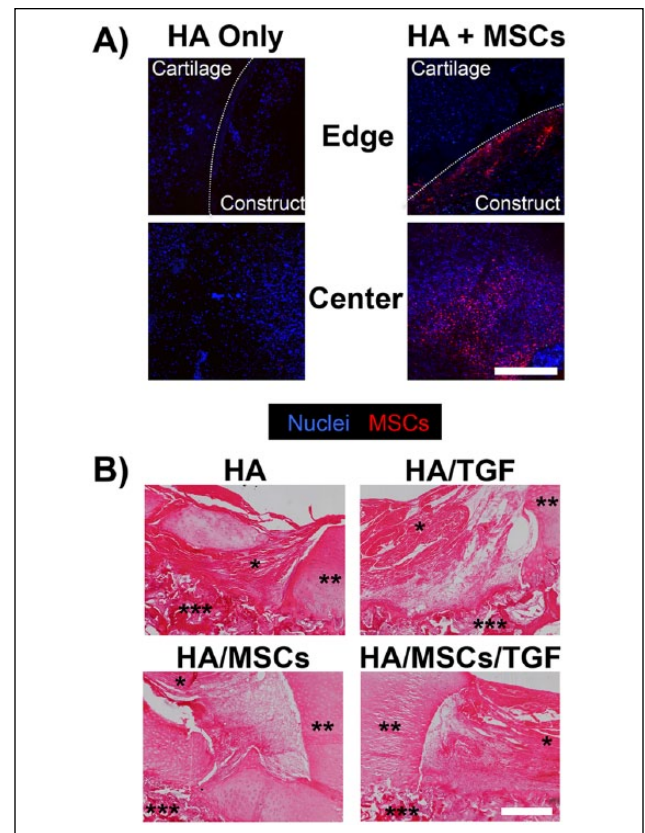 A)
HA Only
HA + MSCs
Cartilage
Cartilage
Edge
Construct
Construct
Center
Nuclei MSCs
B)
HA
HA/TGF
*
**
***
*
**
***
HA/MSCs
HA/MSCs/TGF
*
**
***
**
*
***